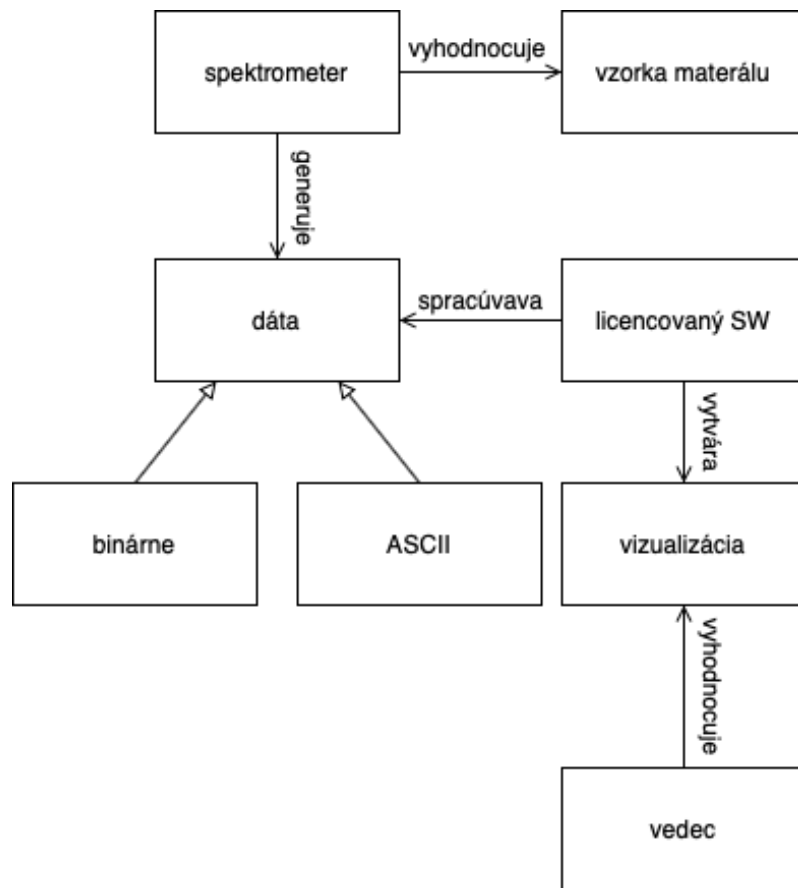 spektrometer
vyhodnocuje
vzorka materálu
generuje
dáta
spracúvava
licencovaný SW
vytvára
binárne
ASCII
vizualizácia
vyhodnocuje
vedec